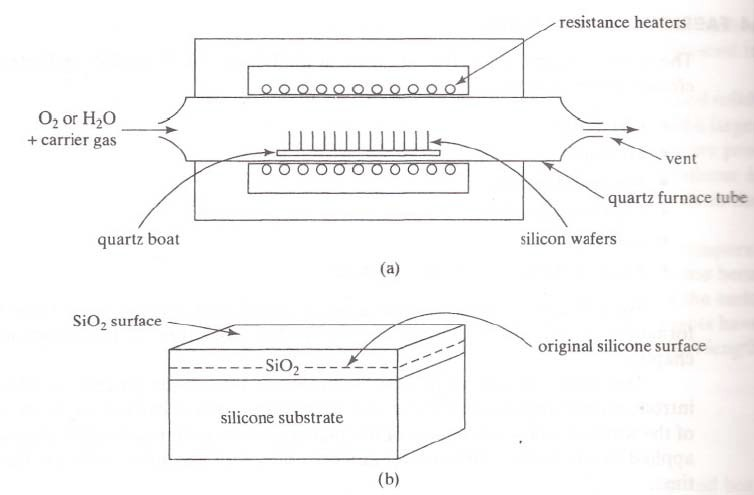 resistance heaters
O₂ or H₂O
+ carrier gas
vent
quartz furnace tube
quartz boat
silicon wafers
(a)
SiO₂ surface
SiO₂
original silicone surface
silicone substrate
(b)